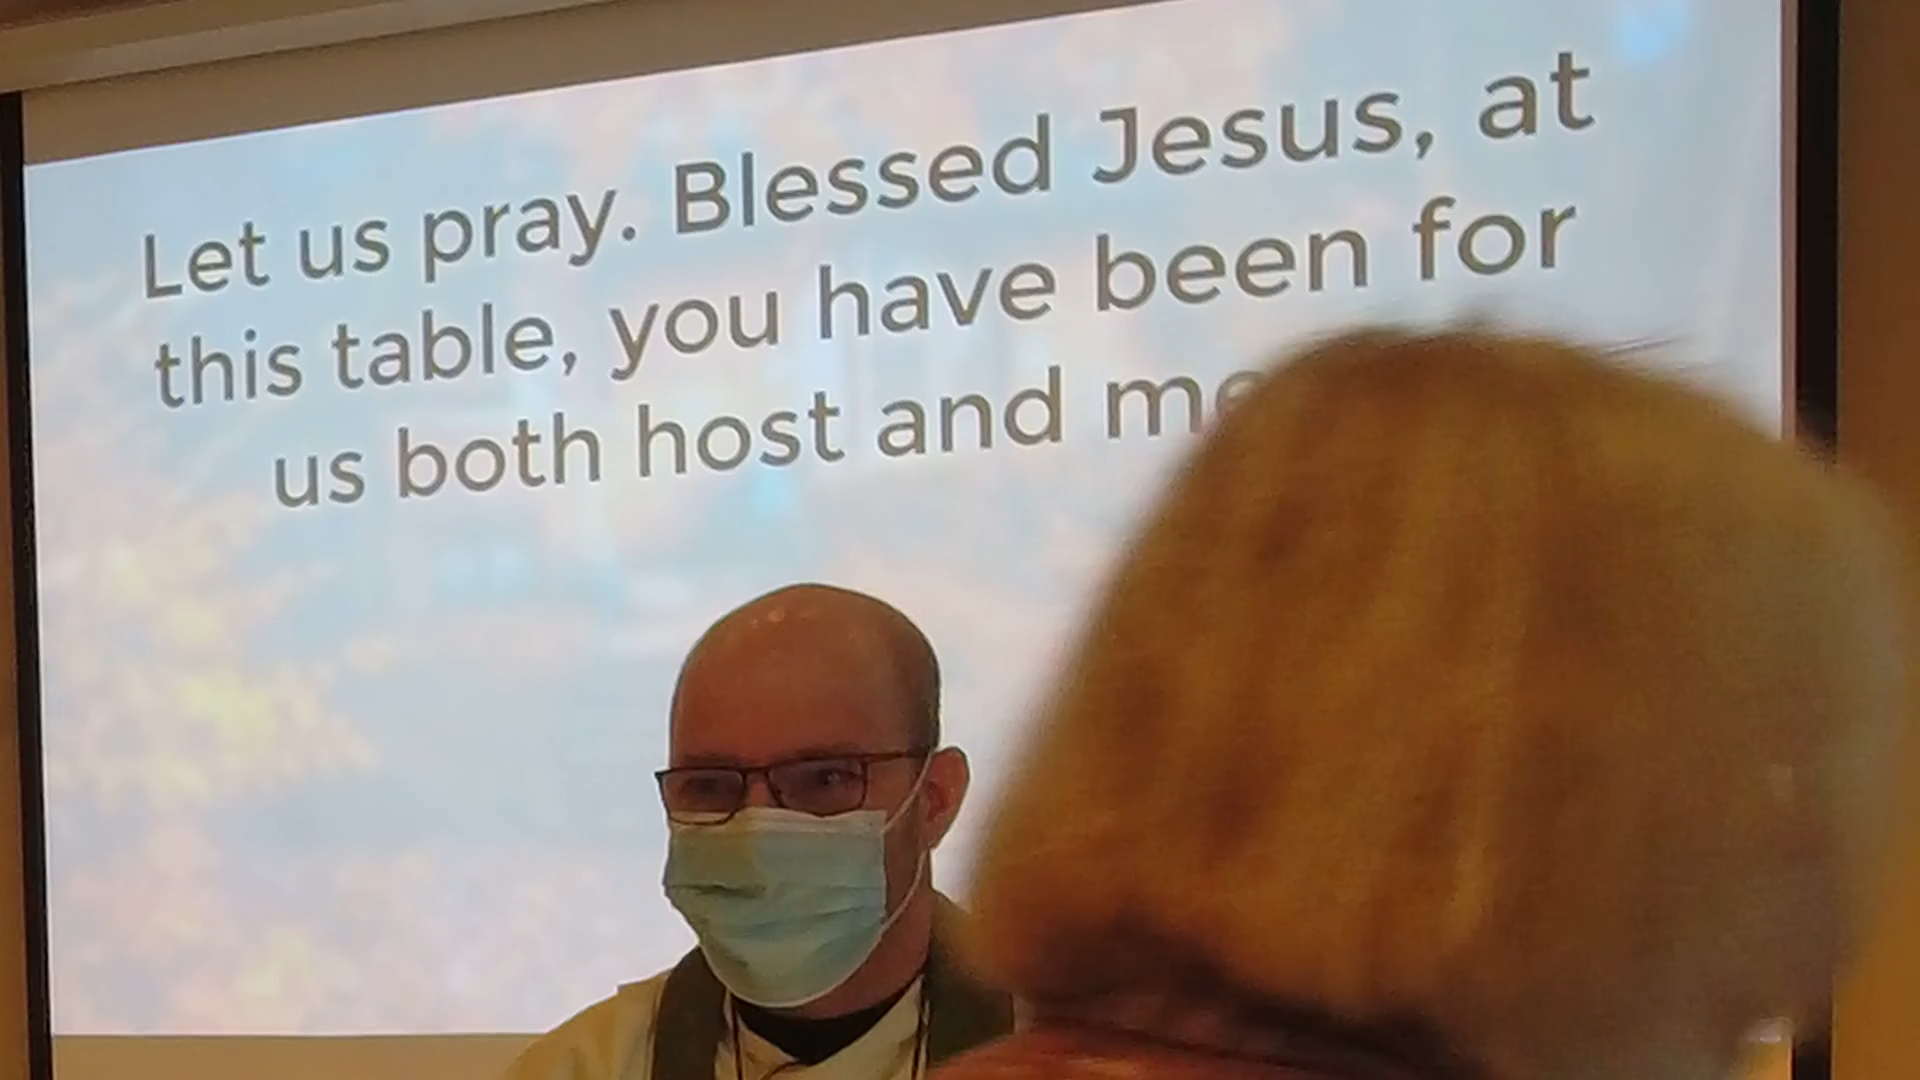 Let us pray. Blessed Jesus, at
this table, you have been for
us both host and